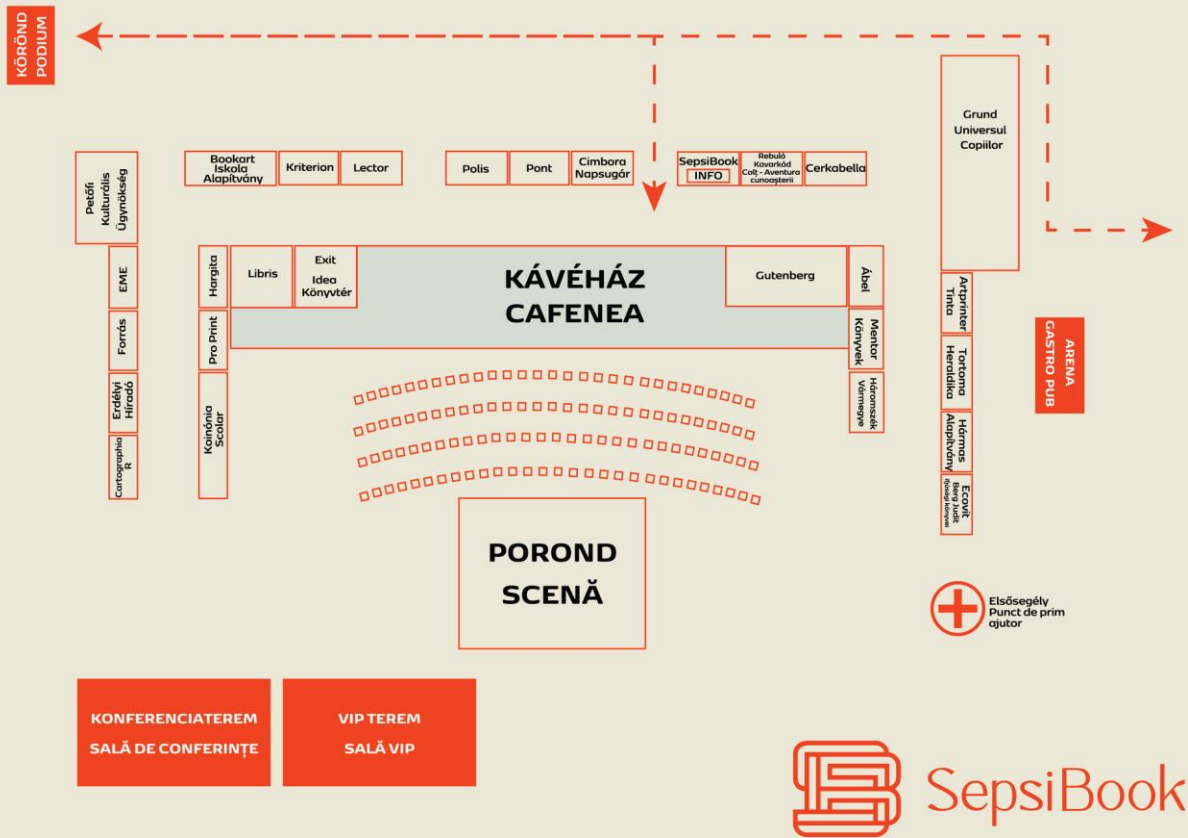 KÖRÖND
PODIUM
Grund
Universul
Copiilor
Petőfi
Kulturális
Ügynökség
Bookart
Iskola
Alapítvány
Kriterion
Lector
Polis
Pont
Cimbora
Napsugár
SepsiBook
INFO
Rebuló
Kavarkád
Colț - Aventura
cunoașterii
Cerkabella
EME
Forrás
Erdélyi
Híradó
Cartographia
R
Hargita
Pro Print
Koinónia
Scolar
Libris
Exit
Idea
Könyvtér
KÁVÉHÁZ
CAFENEA
Gutenberg
Ábel
Mentor
Könyvek
Háromszék
Vármegye
Artprinter
Tinta
Tortoma
Heraldika
Hármas
Alapítvány
Ecovit
Berg Judit
ifjúsági könyvei
ARENA
GASTRO PUB
POROND
SCENĂ
Elsősegély
Punct de prim
ajutor
KONFERENCIATEREM
SALĂ DE CONFERINȚE
VIP TEREM
SALĂ VIP
SepsiBook